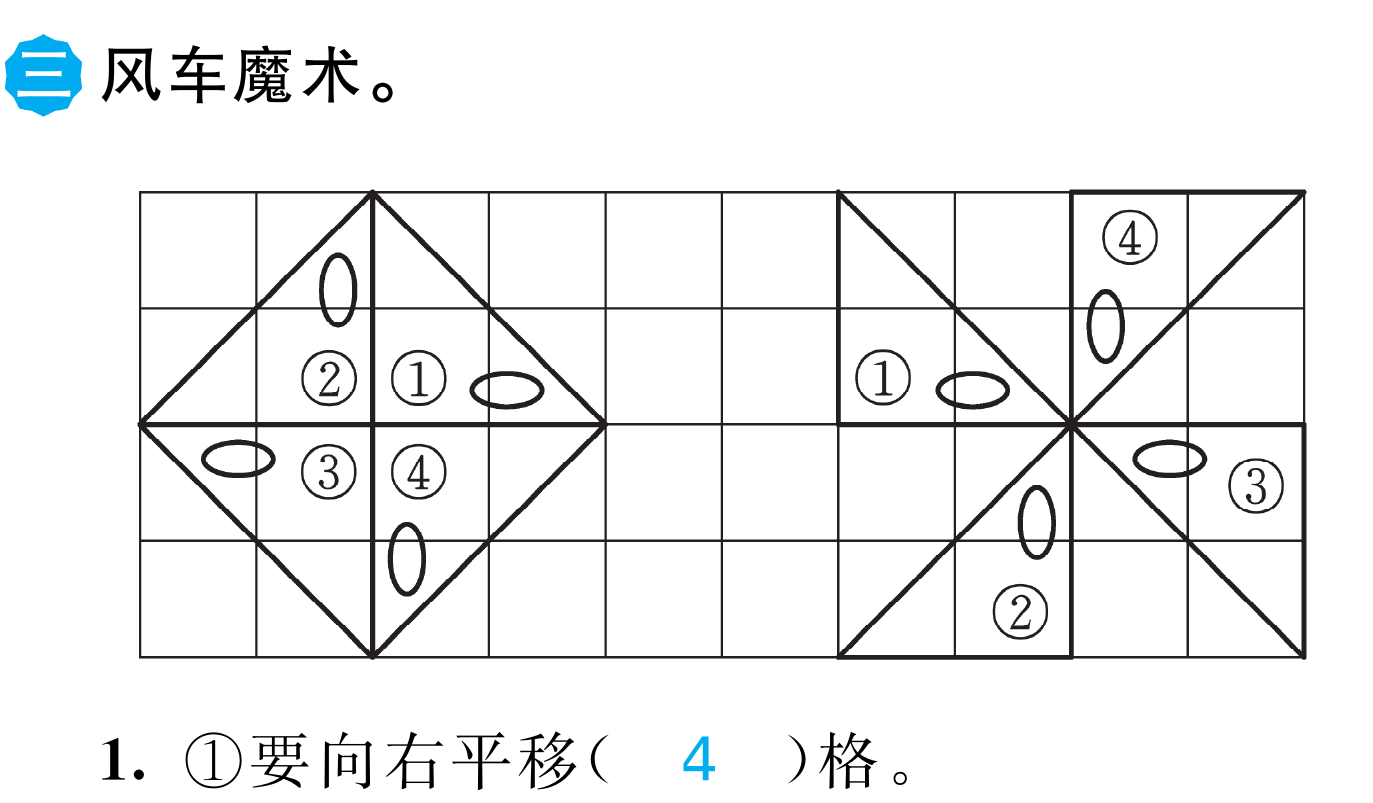 三 风车魔术。
④
② ① ①
③ ④ ③
②
1. ①要向右平移( 4 )格。